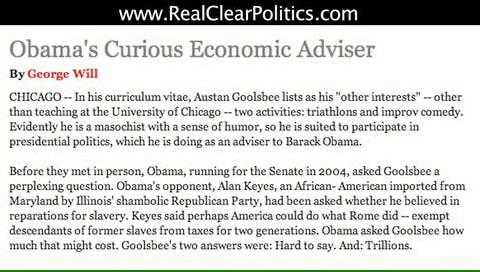 www.RealClearPolitics.com
Obama's Curious Economic Adviser
By George Will
CHICAGO -- In his curriculum vitae, Austan Goolsbee lists as his "other interests" -- other
than teaching at the University of Chicago -- two activities: triathlons and improv comedy.
Evidently he is a masochist with a sense of humor, so he is suited to participate in
presidential politics, which he is doing as an adviser to Barack Obama.
Before they met in person, Obama, running for the Senate in 2004, asked Goolsbee a
perplexing question. Obama's opponent, Alan Keyes, an African- American imported from
Maryland by Illinois' shambolic Republican Party, had been asked whether he believed in
reparations for slavery. Keyes said perhaps America could do what Rome did -- exempt
descendants of former slaves from taxes for two generations. Obama asked Goolsbee how
much that might cost. Goolsbee's two answers were: Hard to say. And: Trillions.